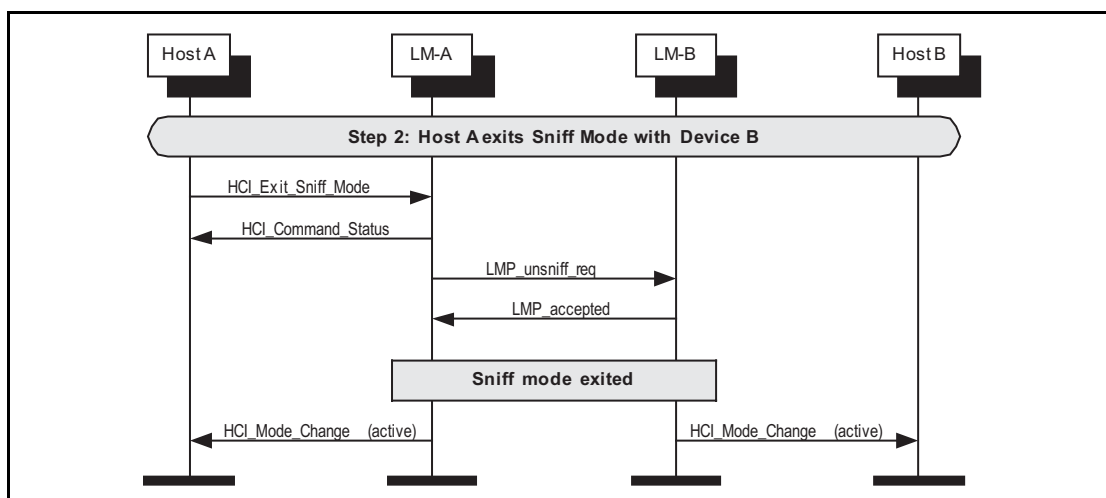 Host A
LM-A
LM-B
Host B
Step 2: Host A exits Sniff Mode with Device B
HCI_Exit_Sniff_Mode
HCI_Command_Status
LMP_unsniff_req
LMP_accepted
Sniff mode exited
HCI_Mode_Change (active)
HCI_Mode_Change (active)